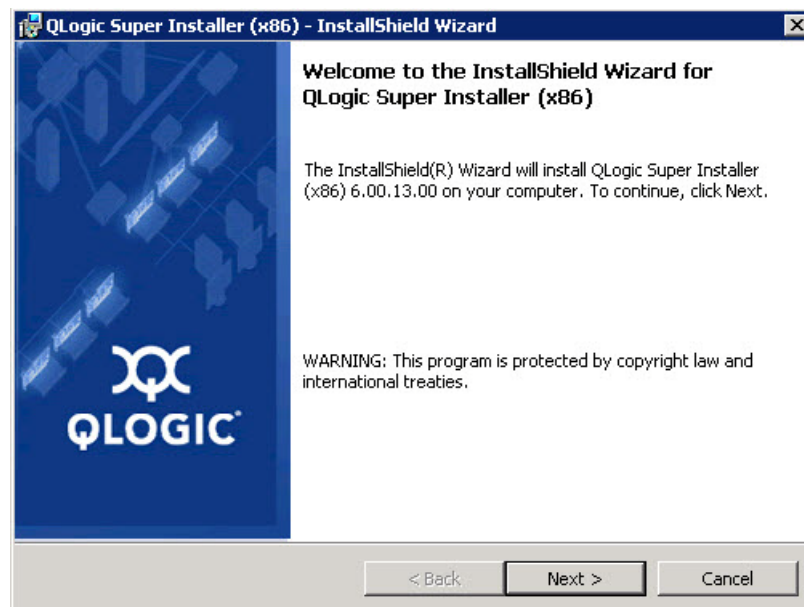 QLogic Super Installer (x86) - InstallShield Wizard
Welcome to the InstallShield Wizard for
QLogic Super Installer (x86)
The InstallShield(R) Wizard will install QLogic Super Installer
(x86) 6.00.13.00 on your computer. To continue, click Next.
WARNING: This program is protected by copyright law and
international treaties.
QLOGIC
< Back
Next >
Cancel